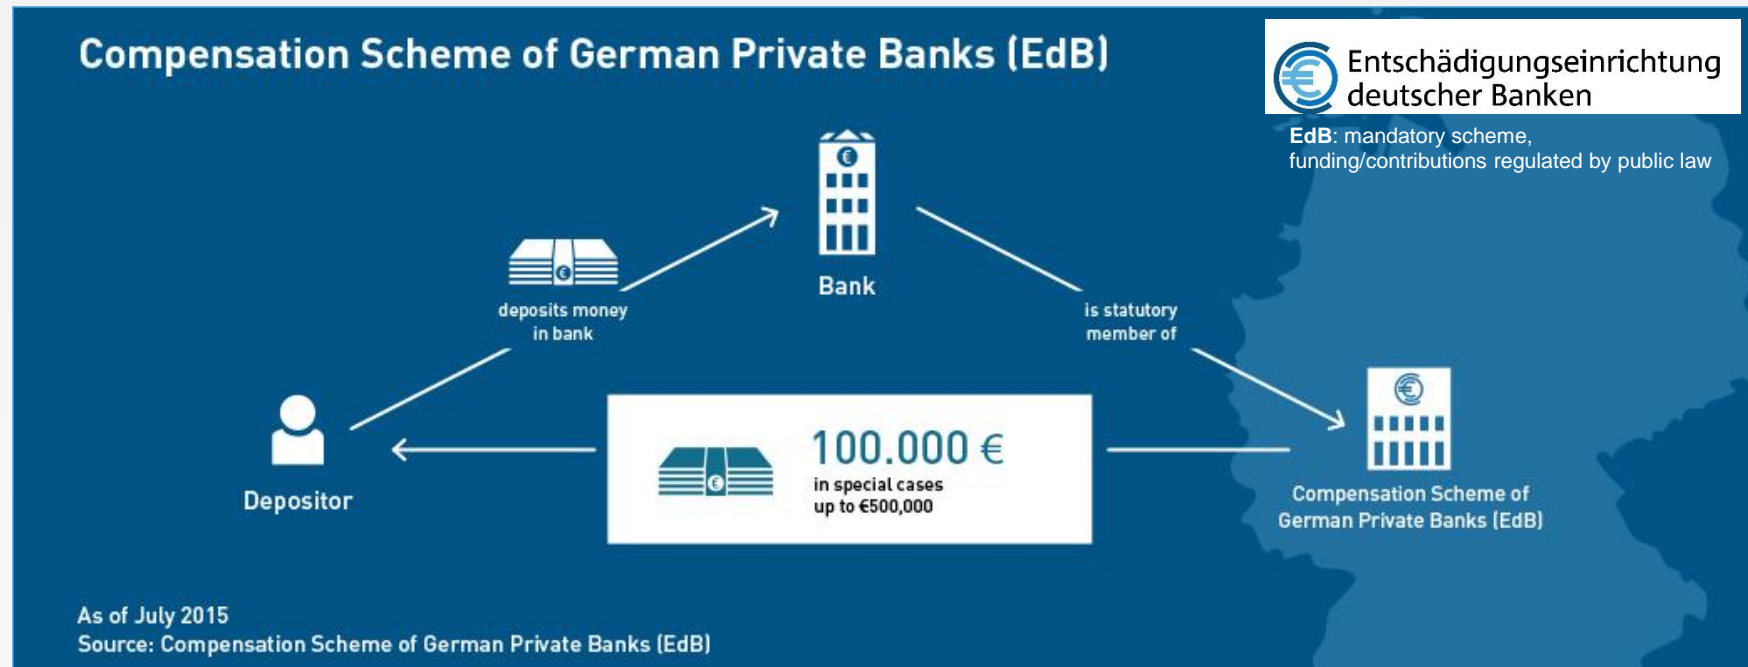 Compensation Scheme of German Private Banks (EdB)
Entschädigungseinrichtung
deutscher Banken
EdB: mandatory scheme,
funding/contributions regulated by public law
Bank
deposits money
in bank
is statutory
member of
Depositor
100.000 €
in special cases
up to €500,000
Compensation Scheme of
German Private Banks (EdB)
As of July 2015
Source: Compensation Scheme of German Private Banks (EdB)